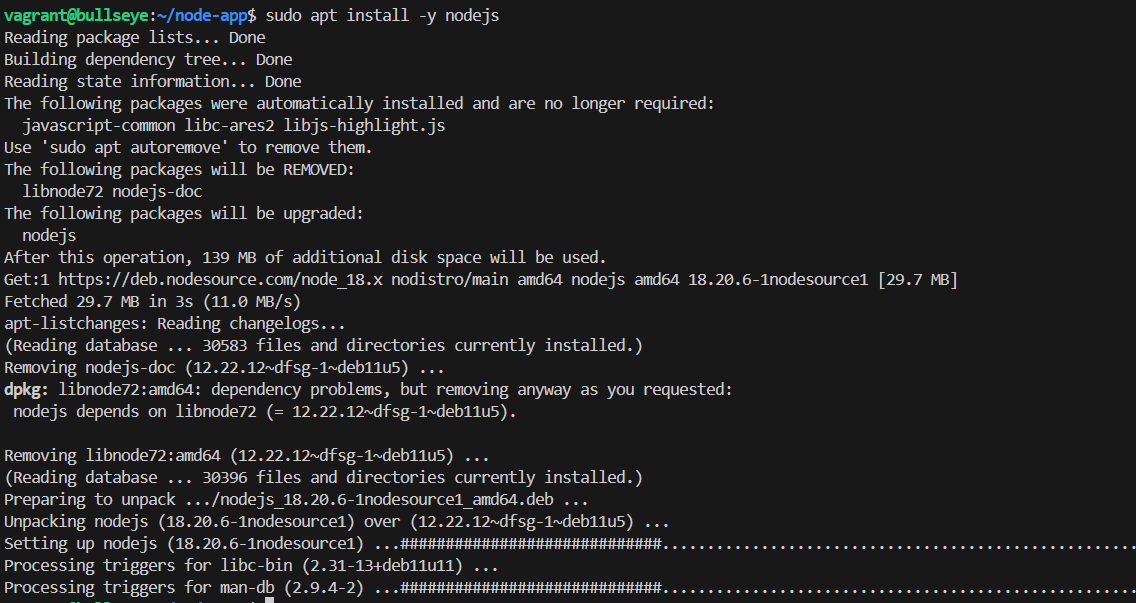 vagrant@bullseye:~/node-app$ sudo apt install -y nodejs
Reading package lists... Done
Building dependency tree... Done
Reading state information... Done
The following packages were automatically installed and are no longer required:
  javascript-common libc-ares2 libjs-highlight.js
Use 'sudo apt autoremove' to remove them.
The following packages will be REMOVED:
  libnode72 nodejs-doc
The following packages will be upgraded:
  nodejs
After this operation, 139 MB of additional disk space will be used.
Get:1 https://deb.nodesource.com/node_18.x nodistro/main amd64 nodejs amd64 18.20.6-1nodesource1 [29.7 MB]
Fetched 29.7 MB in 3s (11.0 MB/s)
apt-listchanges: Reading changelogs...
(Reading database ... 30583 files and directories currently installed.)
Removing nodejs-doc (12.22.12~dfsg-1~deb11u5) ...
dpkg: libnode72:amd64: dependency problems, but removing anyway as you requested:
 nodejs depends on libnode72 (= 12.22.12~dfsg-1~deb11u5).

Removing libnode72:amd64 (12.22.12~dfsg-1~deb11u5) ...
(Reading database ... 30396 files and directories currently installed.)
Preparing to unpack .../nodejs_18.20.6-1nodesource1_amd64.deb ...
Unpacking nodejs (18.20.6-1nodesource1) over (12.22.12~dfsg-1~deb11u5) ...
Setting up nodejs (18.20.6-1nodesource1) ...#############################.....................................................
Processing triggers for libc-bin (2.31-13+deb11u11) ...
Processing triggers for man-db (2.9.4-2) ...#############################.....................................................